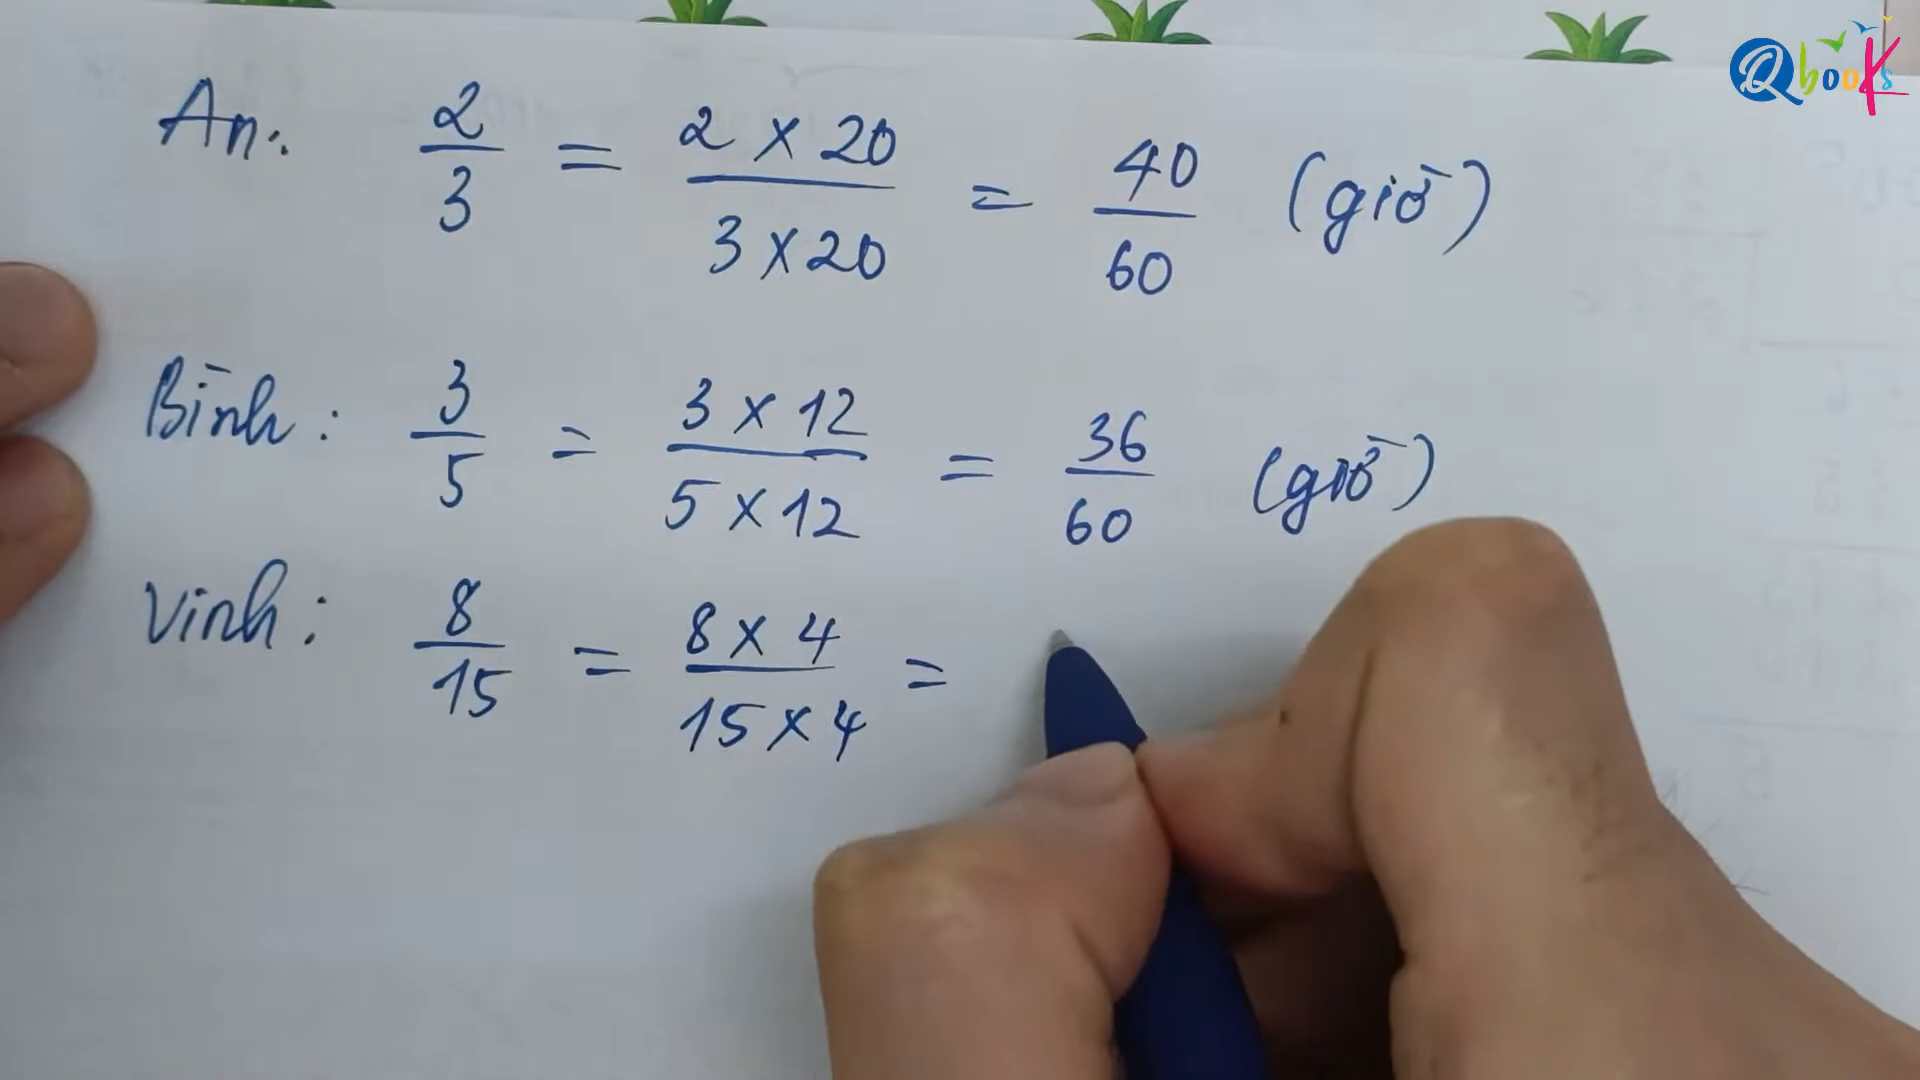 Qbooks
An: 2/3 = 2 x 20 / 3 x 20 = 40/60 (giờ)
Bình: 3/5 = 3 x 12 / 5 x 12 = 36/60 (giờ)
Vinh: 8/15 = 8 x 4 / 15 x 4 =